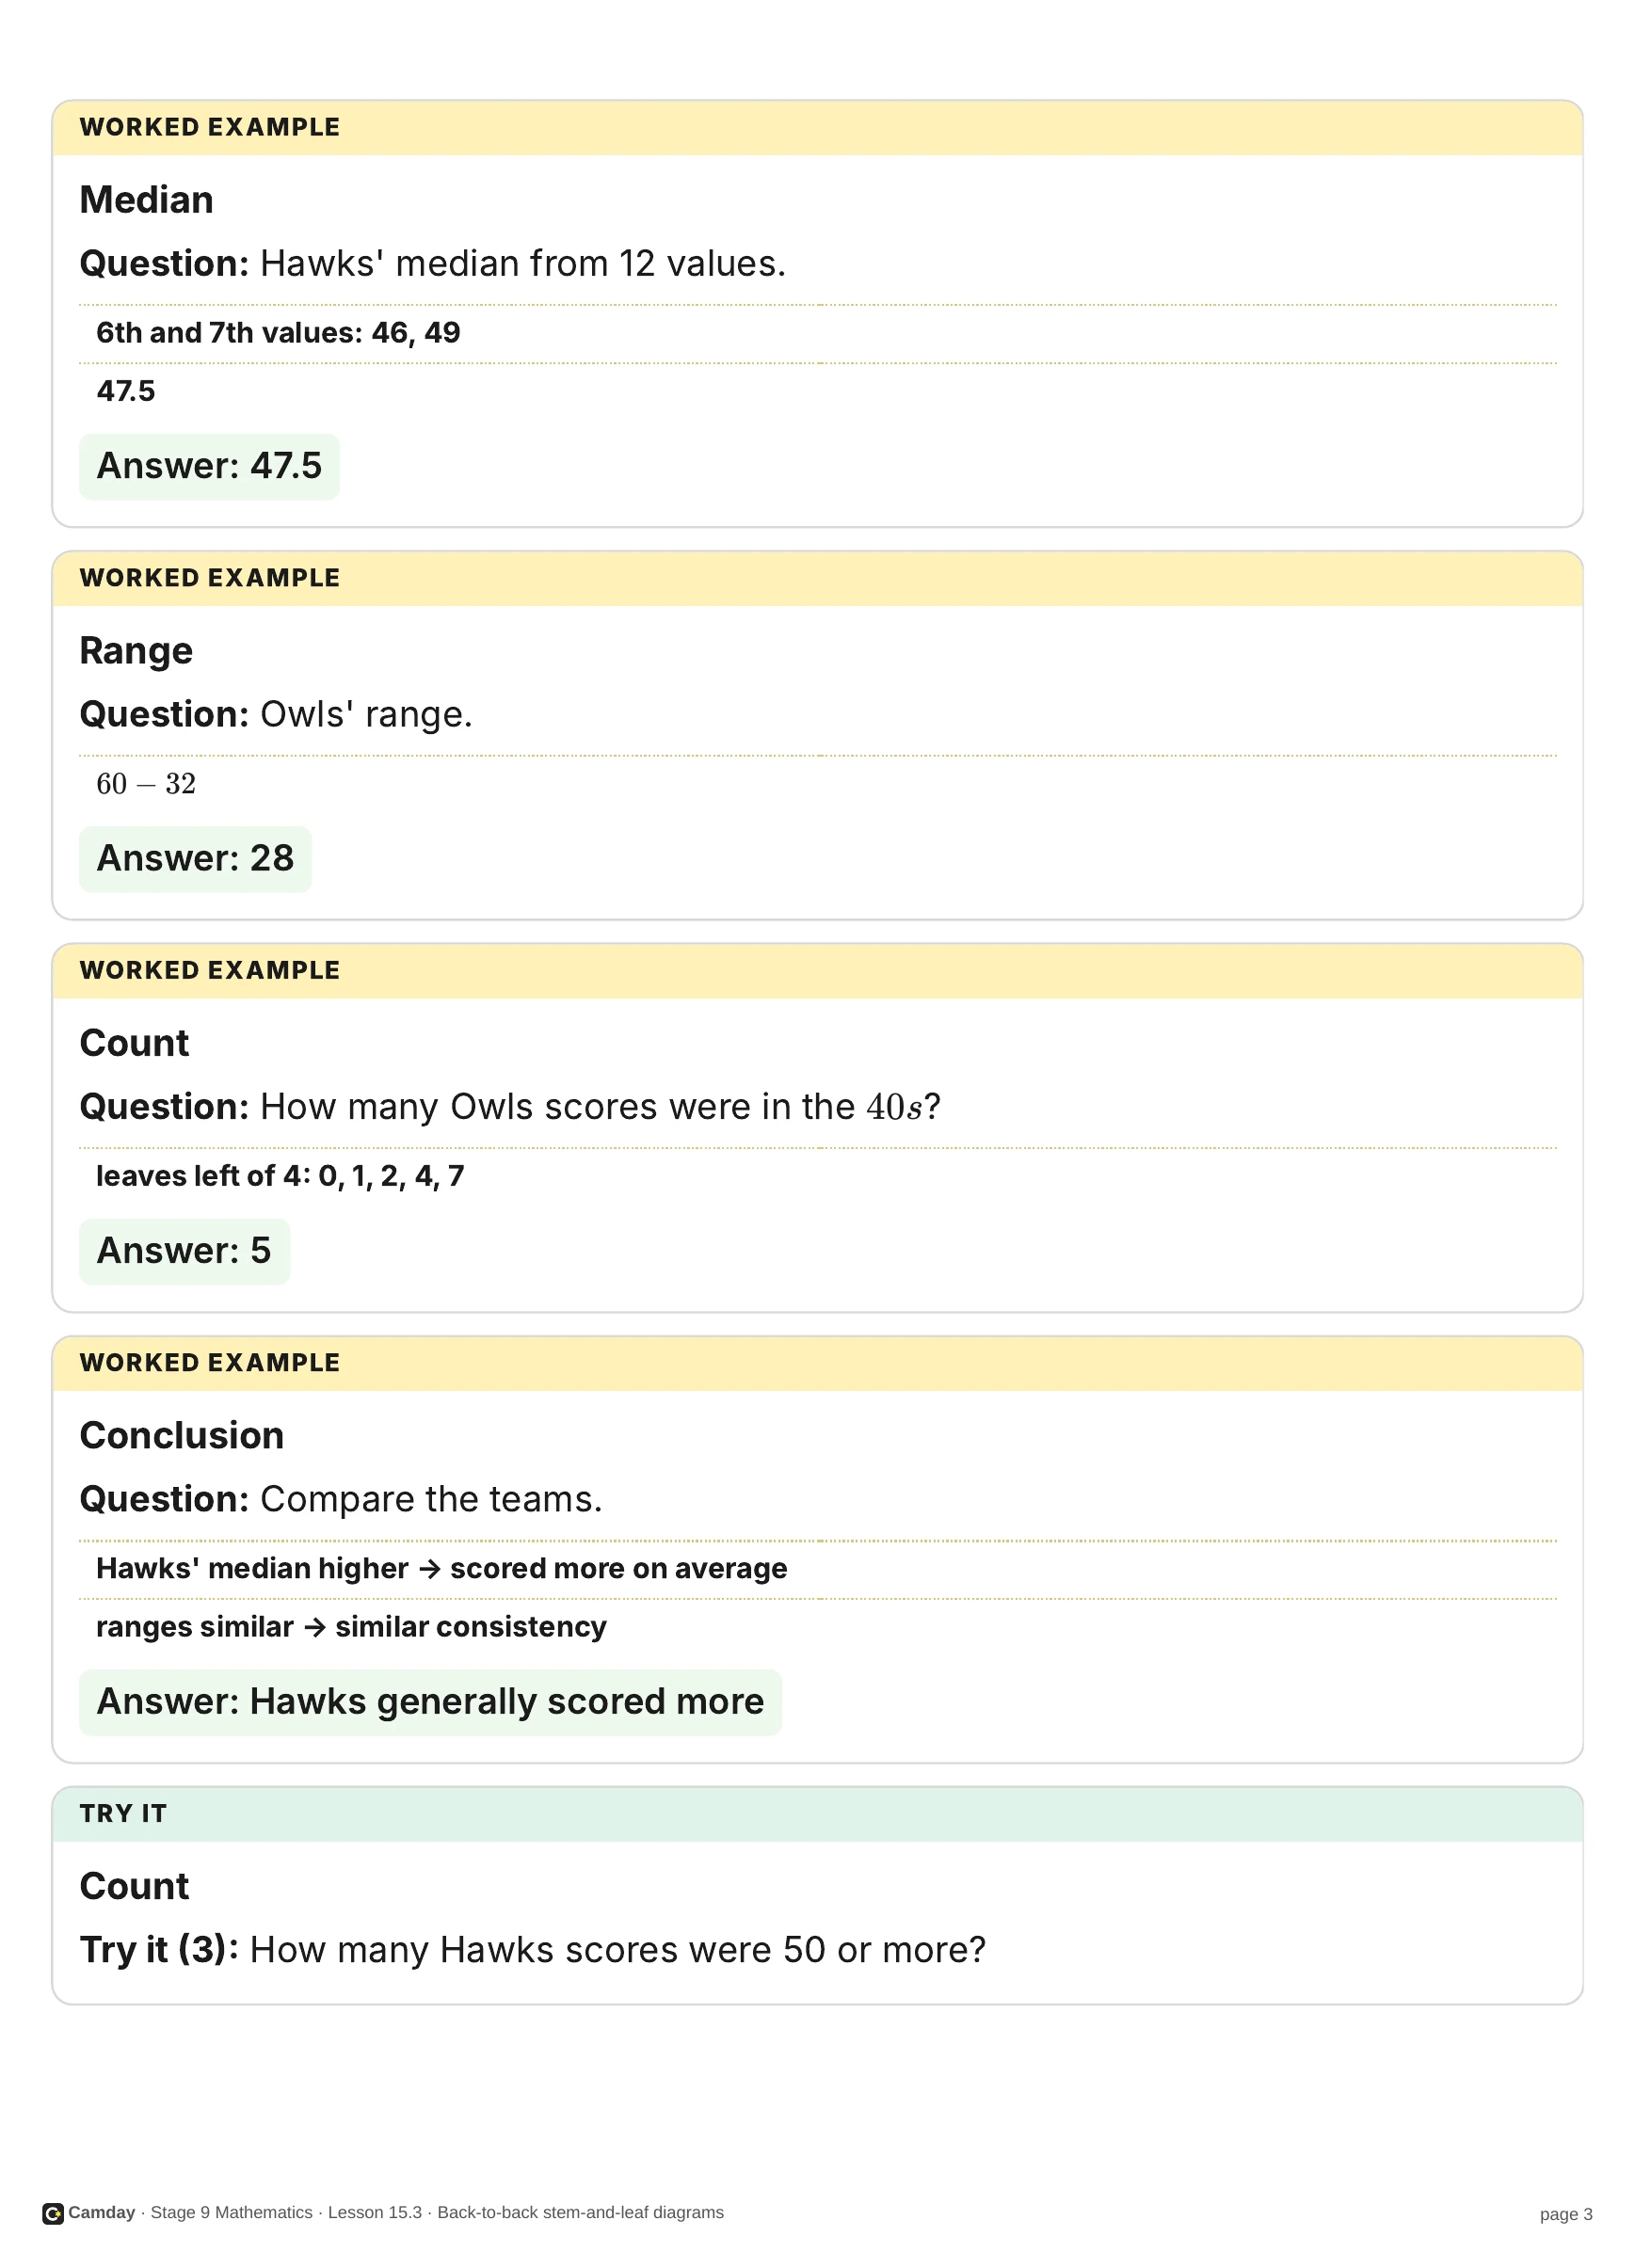 WORKED EXAMPLE
Median
Question: Hawks' median from 12 values.
6th and 7th values: 46, 49
47.5
Answer: 47.5
WORKED EXAMPLE
Range
Question: Owls' range.
60 − 32
Answer: 28
WORKED EXAMPLE
Count
Question: How many Owls scores were in the 40s?
leaves left of 4: 0, 1, 2, 4, 7
Answer: 5
WORKED EXAMPLE
Conclusion
Question: Compare the teams.
Hawks' median higher → scored more on average
ranges similar → similar consistency
Answer: Hawks generally scored more
TRY IT
Count
Try it (3): How many Hawks scores were 50 or more?
Camday · Stage 9 Mathematics · Lesson 15.3 · Back-to-back stem-and-leaf diagrams
page 3